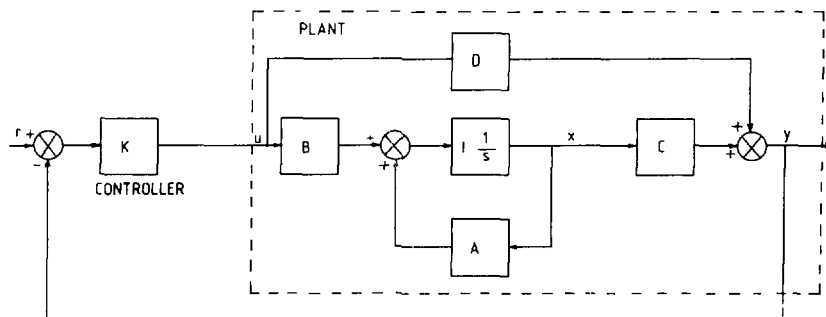 PLANT
D
r +
-
K
CONTROLLER
u
B
+
+
I 1/s
x
A
C
+
+
y